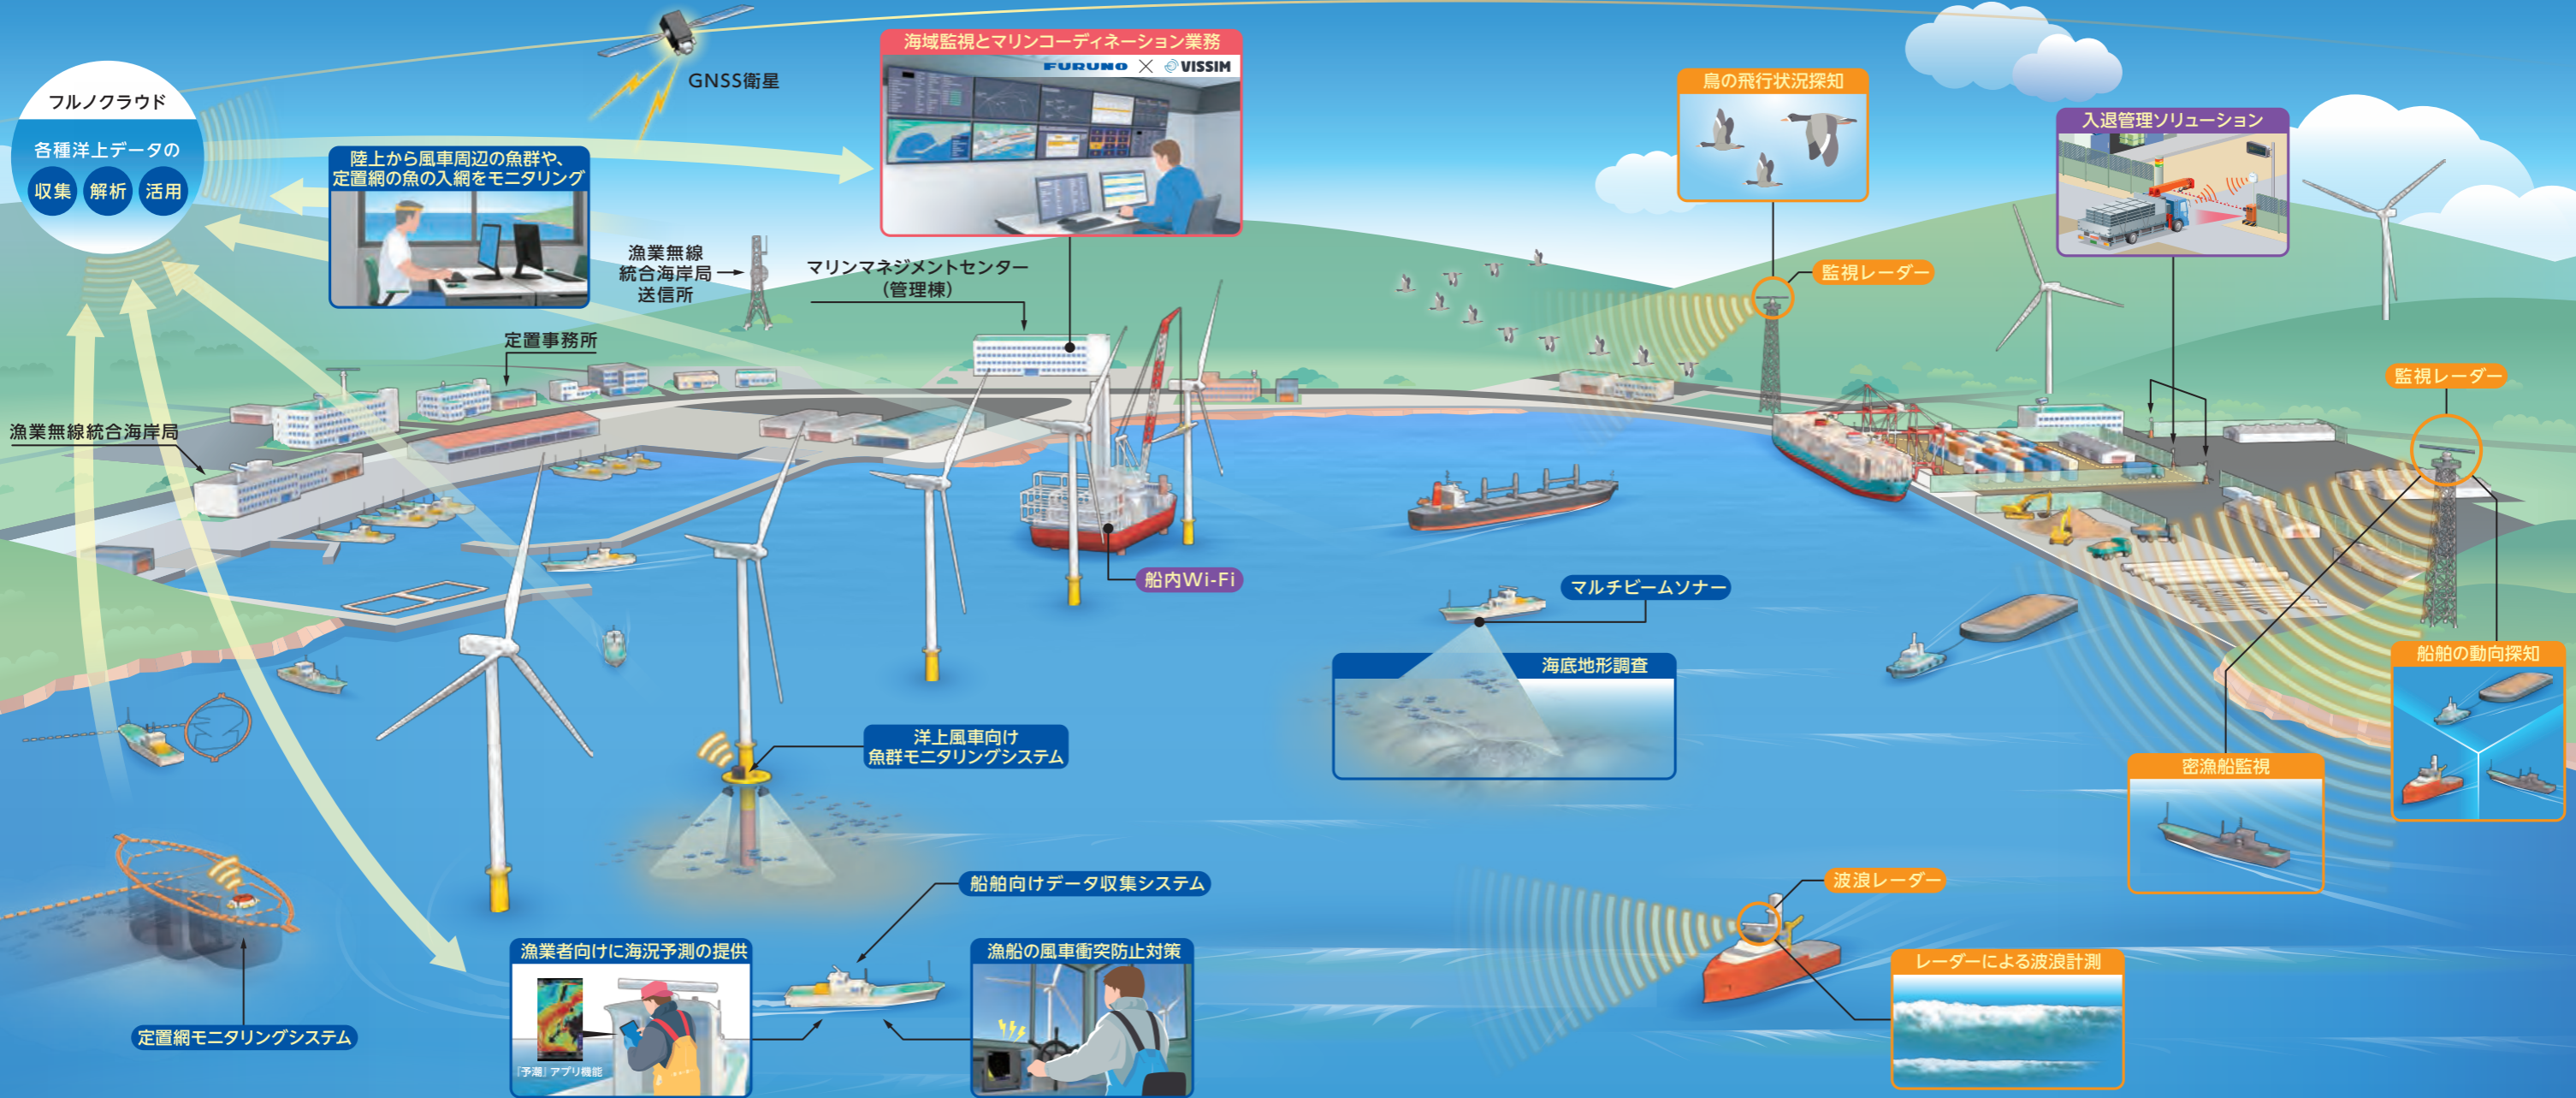 GNSS衛星
フルノクラウド
各種洋上データの
収集 解析 活用
陸上から風車周辺の魚群や、
定置網の魚の入網をモニタリング
海域監視とマリンコーディネーション業務
FURUNO × VISSIM
鳥の飛行状況探知
入退管理ソリューション
漁業無線
統合海岸局
送信所
マリンマネジメントセンター
(管理棟)
監視レーダー
定置事務所
監視レーダー
漁業無線統合海岸局
船内Wi-Fi
マルチビームソナー
海底地形調査
船舶の動向探知
洋上風車向け
魚群モニタリングシステム
密漁船監視
船舶向けデータ収集システム
波浪レーダー
漁業者向けに海況予測の提供
「予潮」アプリ機能
漁船の風車衝突防止対策
レーダーによる波浪計測
定置網モニタリングシステム